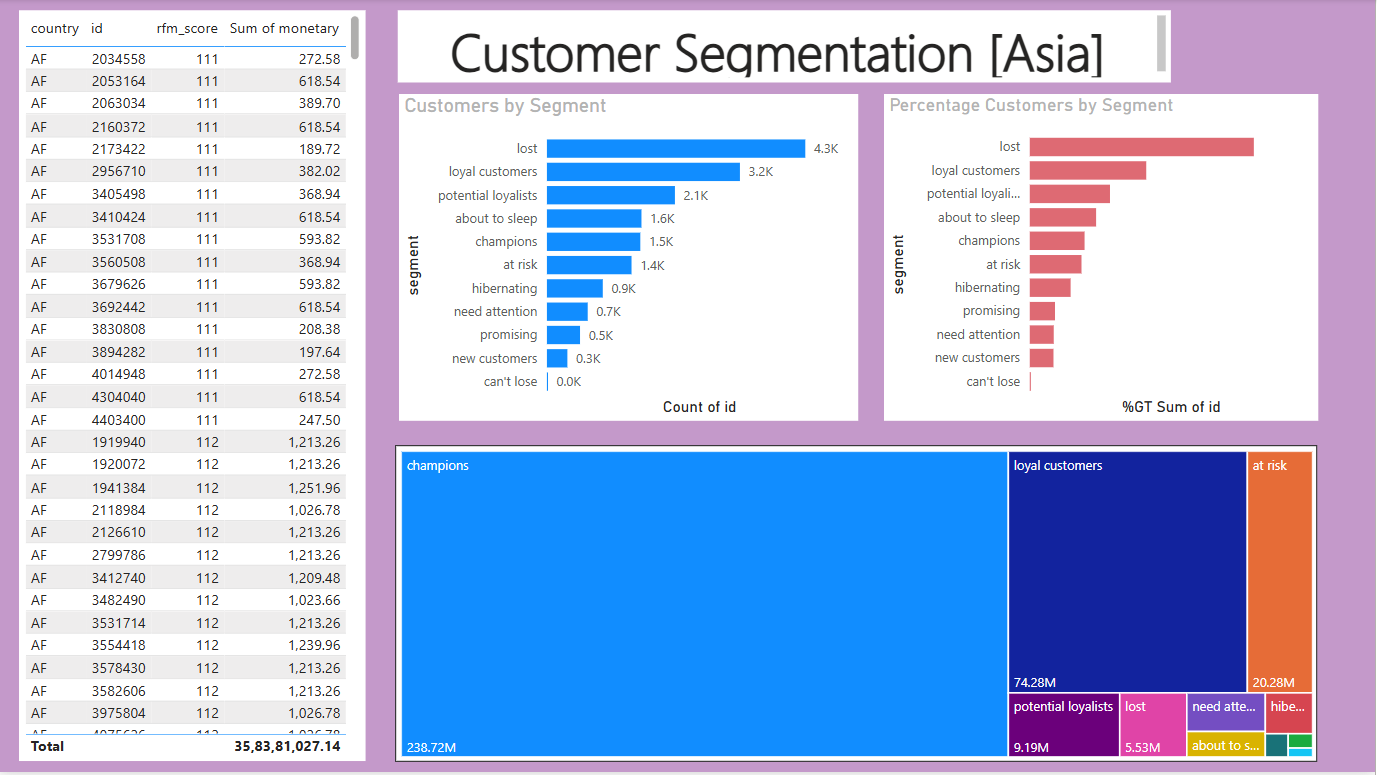 country id rfm_score Sum of monetary
AF 2034558 111 272.58
AF 2053164 111 618.54
AF 2063034 111 389.70
AF 2160372 111 618.54
AF 2173422 111 189.72
AF 2956710 111 382.02
AF 3405498 111 368.94
AF 3410424 111 618.54
AF 3531708 111 593.82
AF 3560508 111 368.94
AF 3679626 111 593.82
AF 3692442 111 618.54
AF 3830808 111 208.38
AF 3894282 111 197.64
AF 4014948 111 272.58
AF 4304040 111 618.54
AF 4403400 111 247.50
AF 1919940 112 1,213.26
AF 1920072 112 1,213.26
AF 1941384 112 1,251.96
AF 2118984 112 1,026.78
AF 2126610 112 1,213.26
AF 2799786 112 1,213.26
AF 3412740 112 1,209.48
AF 3482490 112 1,023.66
AF 3531714 112 1,213.26
AF 3554418 112 1,239.96
AF 3578430 112 1,213.26
AF 3582606 112 1,213.26
AF 3975804 112 1,026.78
Total 35,83,81,027.14
Customer Segmentation [Asia]
Customers by Segment
segment
lost 4.3K
loyal customers 3.2K
potential loyalists 2.1K
about to sleep 1.6K
champions 1.5K
at risk 1.4K
hibernating 0.9K
need attention 0.7K
promising 0.5K
new customers 0.3K
can't lose 0.0K
Count of id
Percentage Customers by Segment
segment
lost
loyal customers
potential loyali...
about to sleep
champions
at risk
hibernating
promising
need attention
new customers
can't lose
%GT Sum of id
champions
238.72M
loyal customers
74.28M
at risk
20.28M
potential loyalists
9.19M
lost
5.53M
need atte...
about to s...
hibe...